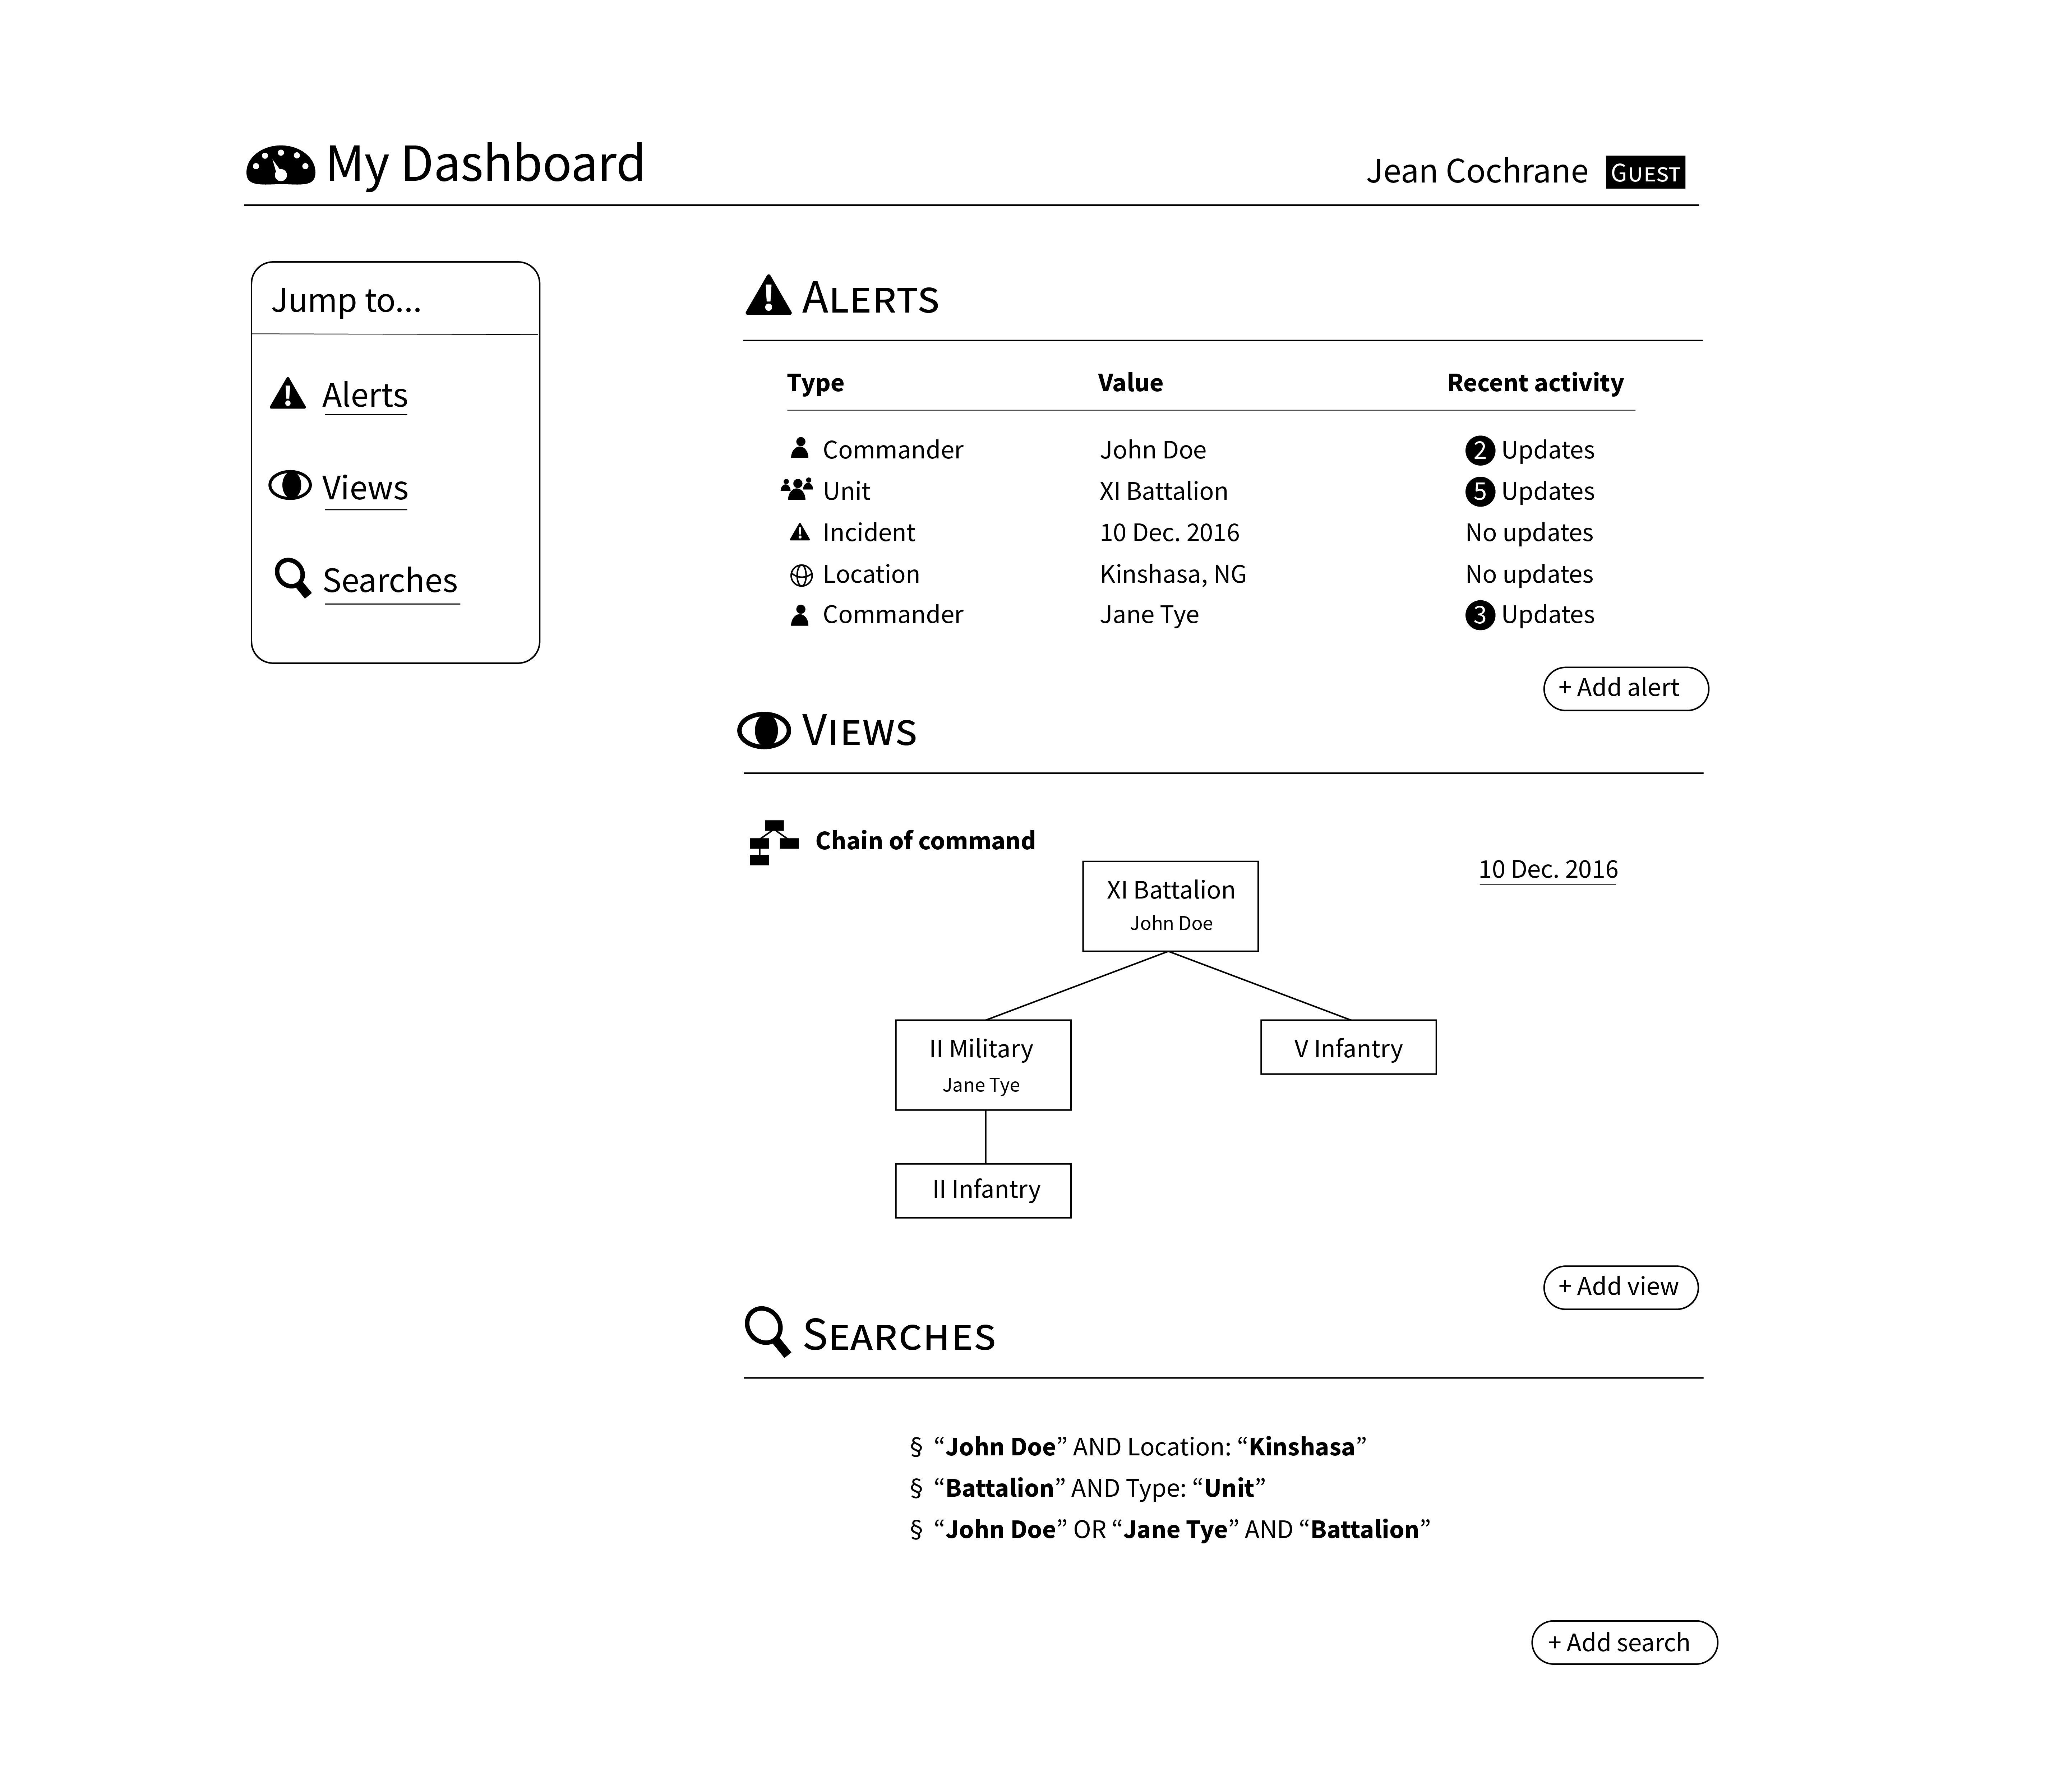 My Dashboard
Jean Cochrane GUEST
Jump to...
Alerts
Views
Searches
ALERTS
Type Value Recent activity
Commander John Doe 2 Updates
Unit XI Battalion 5 Updates
Incident 10 Dec. 2016 No updates
Location Kinshasa, NG No updates
Commander Jane Tye 3 Updates
+ Add alert
VIEWS
Chain of command
10 Dec. 2016
XI Battalion
John Doe
II Military
Jane Tye
V Infantry
II Infantry
+ Add view
SEARCHES
§ “John Doe” AND Location: “Kinshasa”
§ “Battalion” AND Type: “Unit”
§ “John Doe” OR “Jane Tye” AND “Battalion”
+ Add search